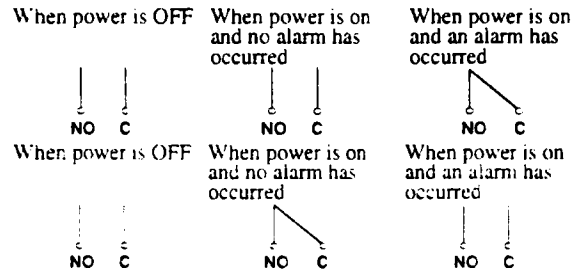 When power is OFF
When power is on
and no alarm has
occurred
When power is on
and an alarm has
occurred
NO C
NO C
NO C
When power is OFF
When power is on
and no alarm has
occurred
When power is on
and an alarm has
occurred
NO C
NO C
NO C